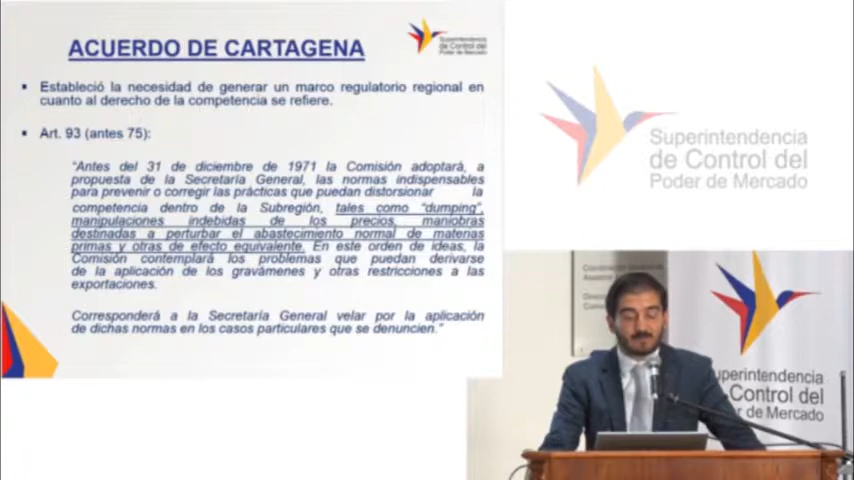 ACUERDO DE CARTAGENA
Superintendencia
de Control del
Poder de Mercado
▪ Estableció la necesidad de generar un marco regulatorio regional en
cuanto al derecho de la competencia se refiere.
▪ Art. 93 (antes 75):
“Antes del 31 de diciembre de 1971 la Comisión adoptará, a
propuesta de la Secretaría General, las normas indispensables
para prevenir o corregir las prácticas que puedan distorsionar la
competencia dentro de la Subregión, tales como “dumping”,
manipulaciones indebidas de los precios, maniobras
destinadas a perturbar el abastecimiento normal de materias
primas y otras de efecto equivalente. En este orden de ideas, la
Comisión contemplará los problemas que puedan derivarse
de la aplicación de los gravámenes y otras restricciones a las
exportaciones.
Corresponderá a la Secretaría General velar por la aplicación
de dichas normas en los casos particulares que se denuncien.”
Superintendencia
de Control del
Poder de Mercado
uperintendencia
Control del
r de Mercado